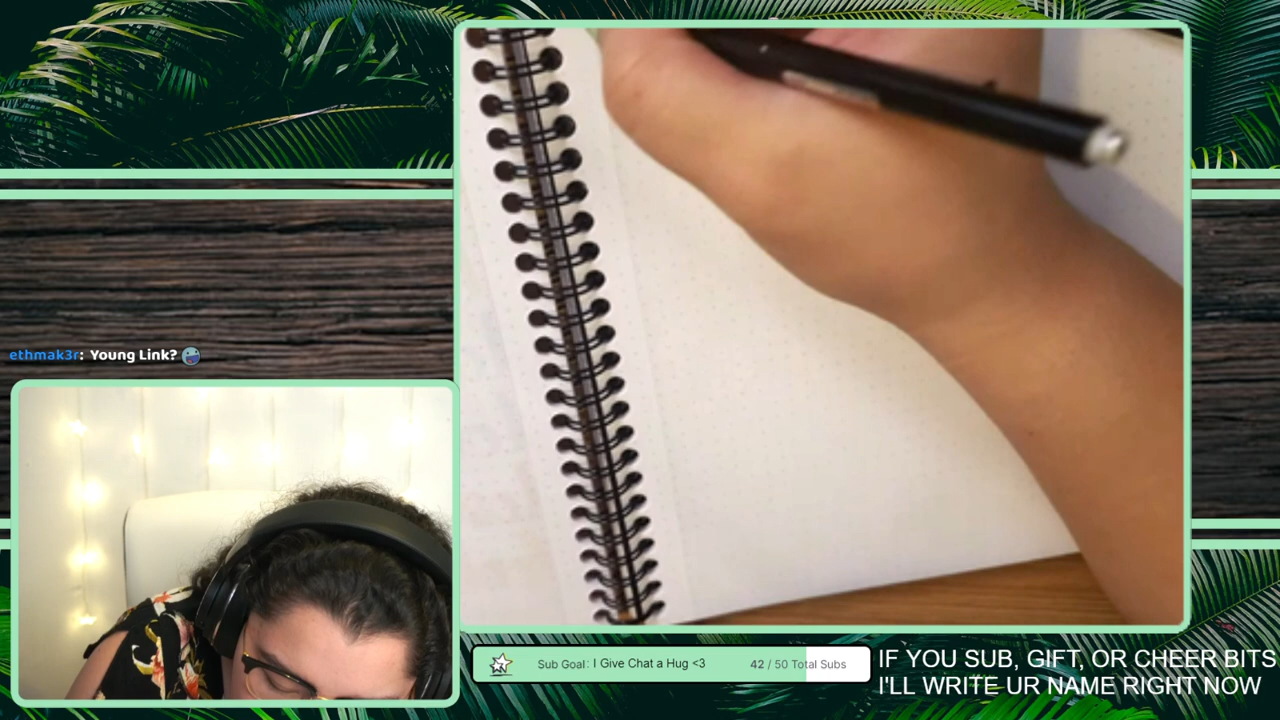 ethmak3r: Young Link?
Sub Goal: I Give Chat a Hug <3 42 / 50 Total Subs
IF YOU SUB, GIFT, OR CHEER BITS
I'LL WRITE UR NAME RIGHT NOW